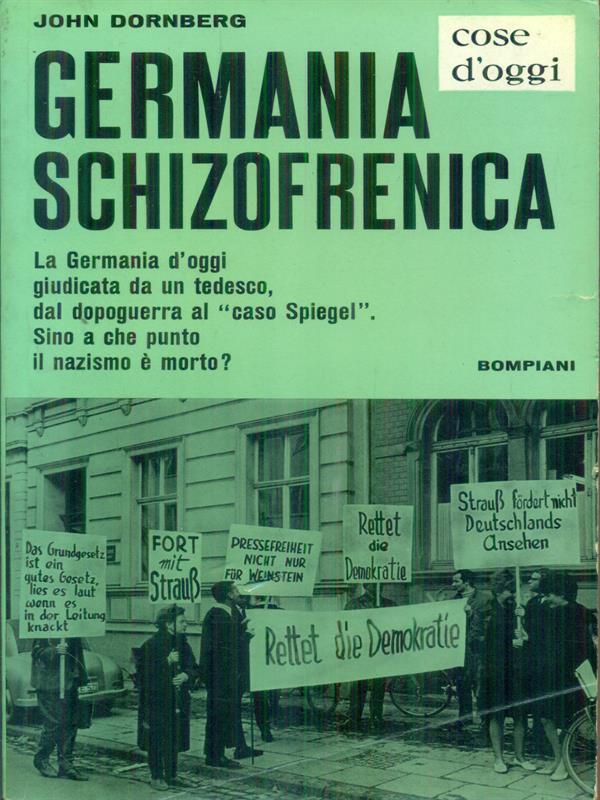 JOHN DORNBERG
cose
d'oggi
GERMANIA
SCHIZOFRENICA
La Germania d'oggi
giudicata da un tedesco,
dal dopoguerra al "caso Spiegel".
Sino a che punto
il nazismo è morto?
BOMPIANI
Das Grundgesetz
ist ein
gutes Gesetz,
lies es laut
wenn es
in der Leitung
knackt
FORT
mit
Strauß
PRESSEFREIHEIT
NICHT NUR
FÜR WEINSTEIN
Rettet
die
Demokratie
Strauß fördert nicht
Deutschlands
Ansehen
Rettet die Demokratie